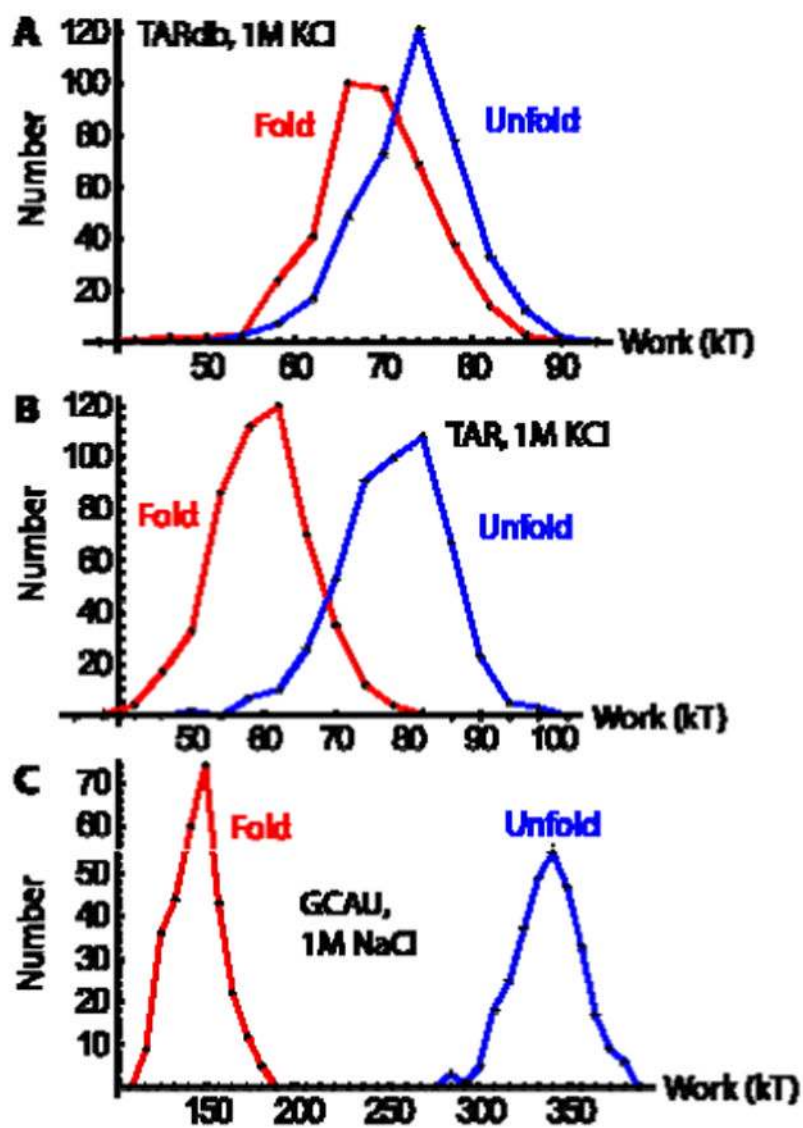 A
TARdb, 1M KCl
120
100
80
60
40
20
Number
Fold
Unfold
50 60 70 80 90
Work (kT)
B
TAR, 1M KCl
120
100
80
60
40
20
Number
Fold
Unfold
50 60 70 80 90 100
Work (kT)
C
70
60
50
40
30
20
10
Number
Fold
Unfold
GCAU,
1M NaCl
150 200 250 300 350
Work (kT)